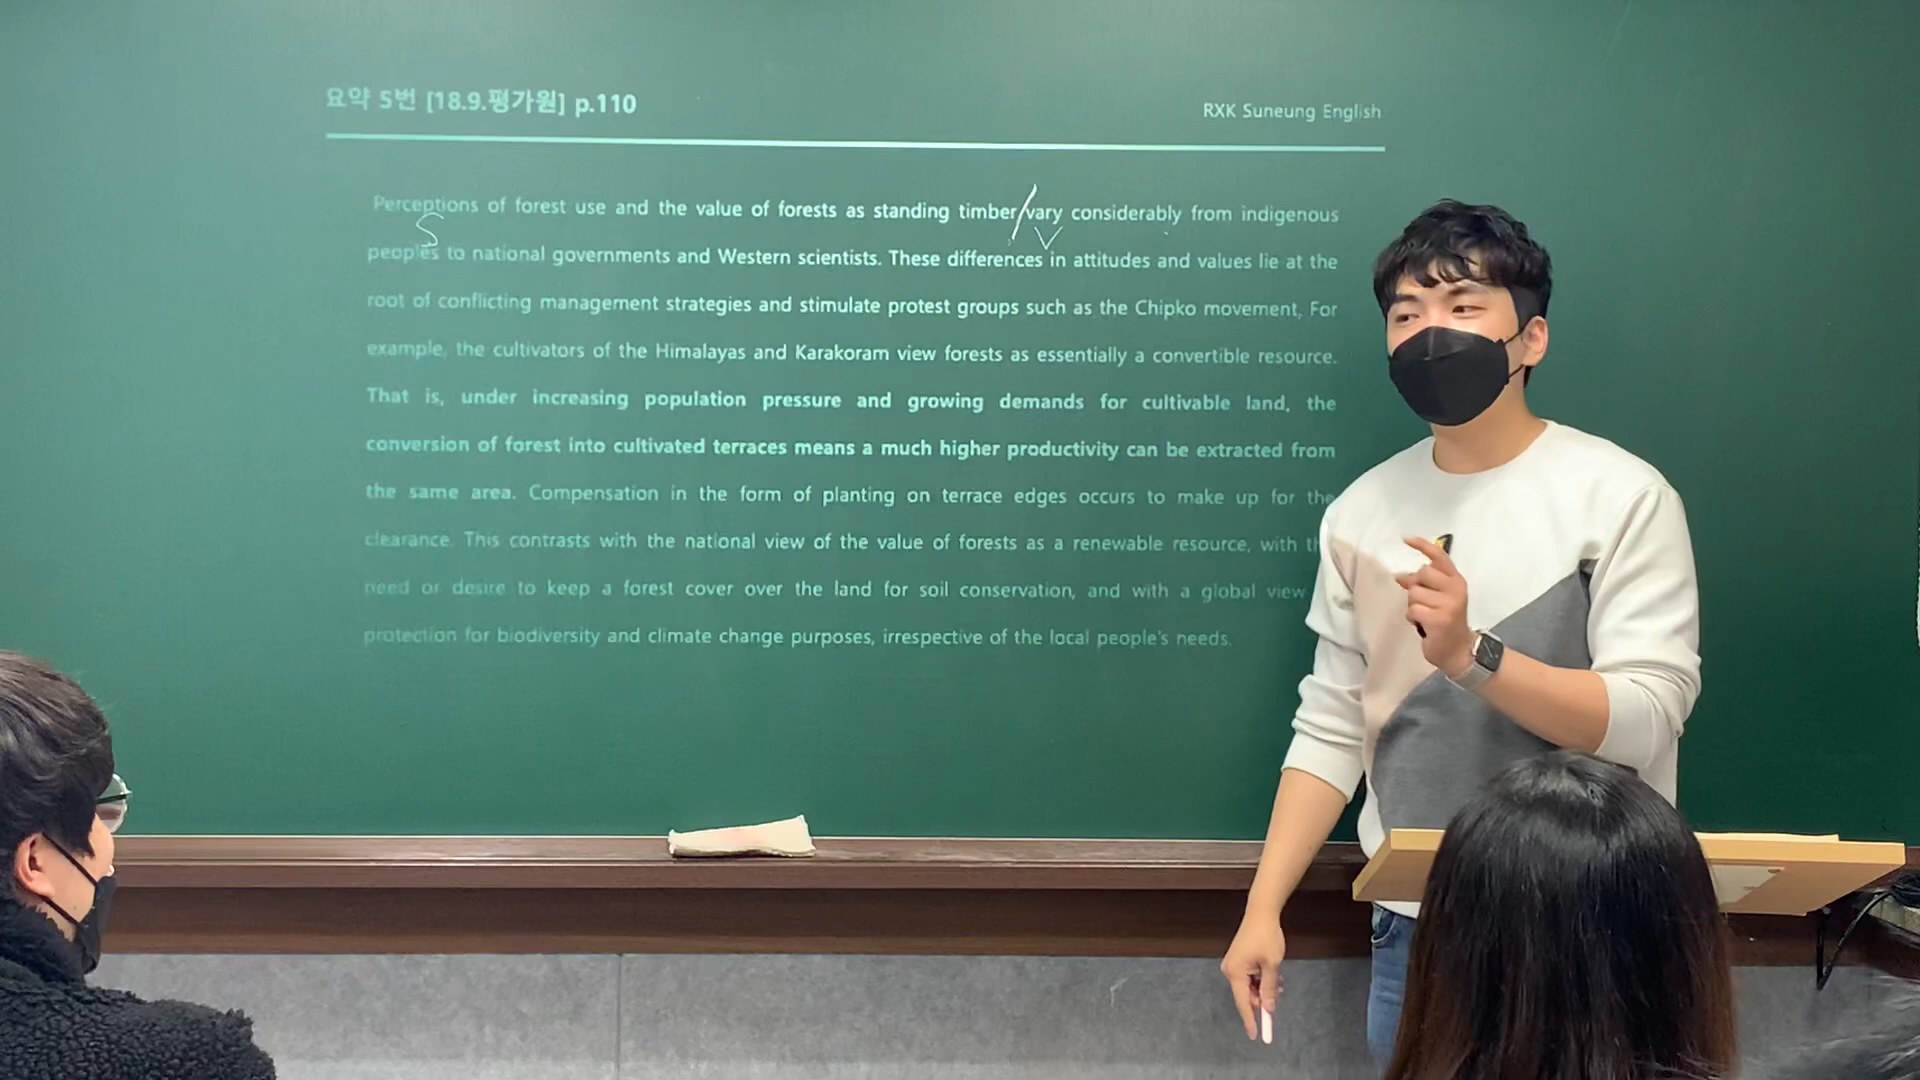 요약 5번 [18.9.평가원] p.110
RXK Suneung English
Perceptions of forest use and the value of forests as standing timber/vary considerably from indigenous
S
V
peoples to national governments and Western scientists. These differences in attitudes and values lie at the
root of conflicting management strategies and stimulate protest groups such as the Chipko movement, For
example, the cultivators of the Himalayas and Karakoram view forests as essentially a convertible resource.
That is, under increasing population pressure and growing demands for cultivable land, the
conversion of forest into cultivated terraces means a much higher productivity can be extracted from
the same area. Compensation in the form of planting on terrace edges occurs to make up for the
clearance. This contrasts with the national view of the value of forests as a renewable resource, with
need or desire to keep a forest cover over the land for soil conservation, and with a global view
protection for biodiversity and climate change purposes, irrespective of the local people's needs.